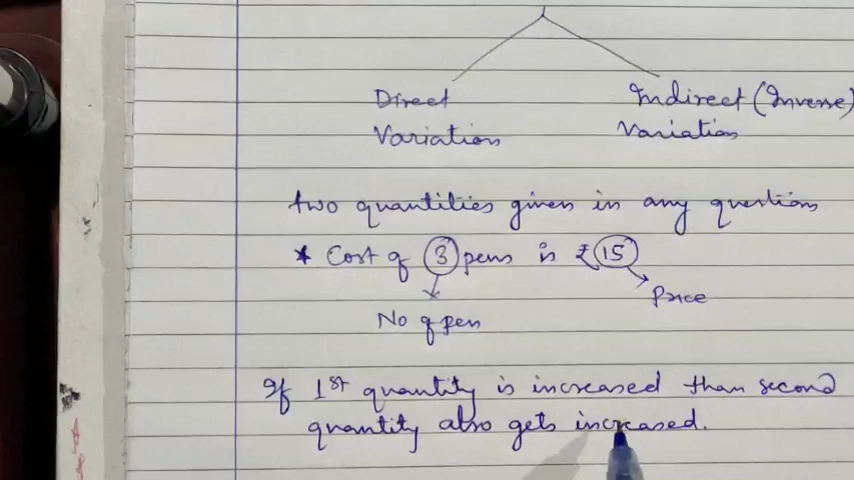 Direct Indirect (Inverse)
Variation Variation
two quantities given in any questions
* Cost of 3 pens is ₹15
Price
No of pen
If 1st quantity is increased than second
quantity also gets increased.